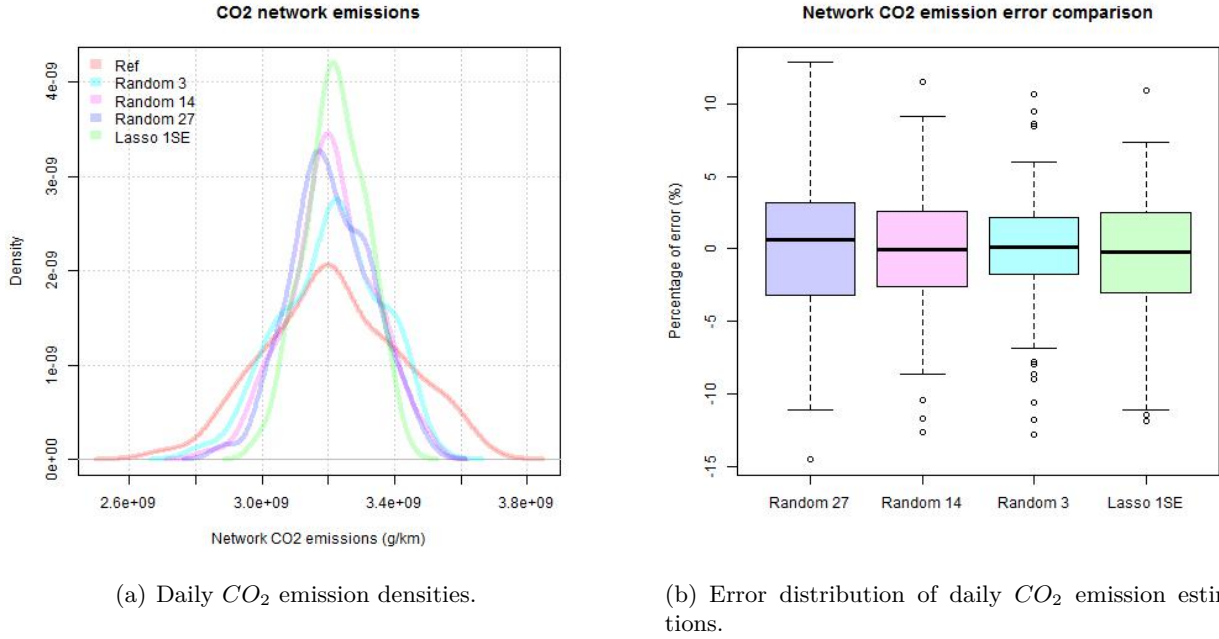 CO2 network emissions
Ref
Random 3
Random 14
Random 27
Lasso 1SE
Density
0e+00
1e-09
2e-09
3e-09
4e-09
2.6e+09 3.0e+09 3.4e+09 3.8e+09
Network CO2 emissions (g/km)
(a) Daily CO2 emission densities.
Network CO2 emission error comparison
Percentage of error (%)
10
5
0
-5
-10
-15
Random 27 Random 14 Random 3 Lasso 1SE
(b) Error distribution of daily CO2 emission estim
tions.